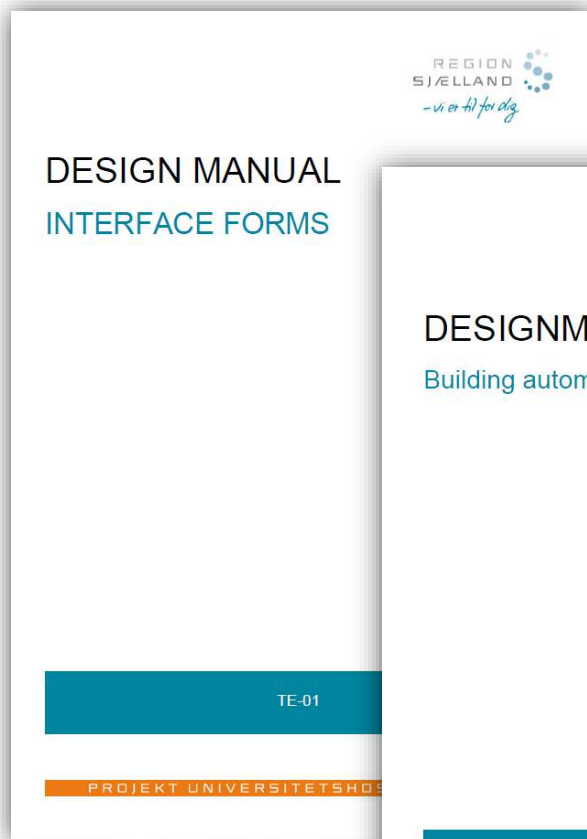 REGION
SJÆLLAND
- vi er til for dig
DESIGN MANUAL
INTERFACE FORMS
TE-01
PROJEKT UNIVERSITETSHOS
DESIGNM
Building autom